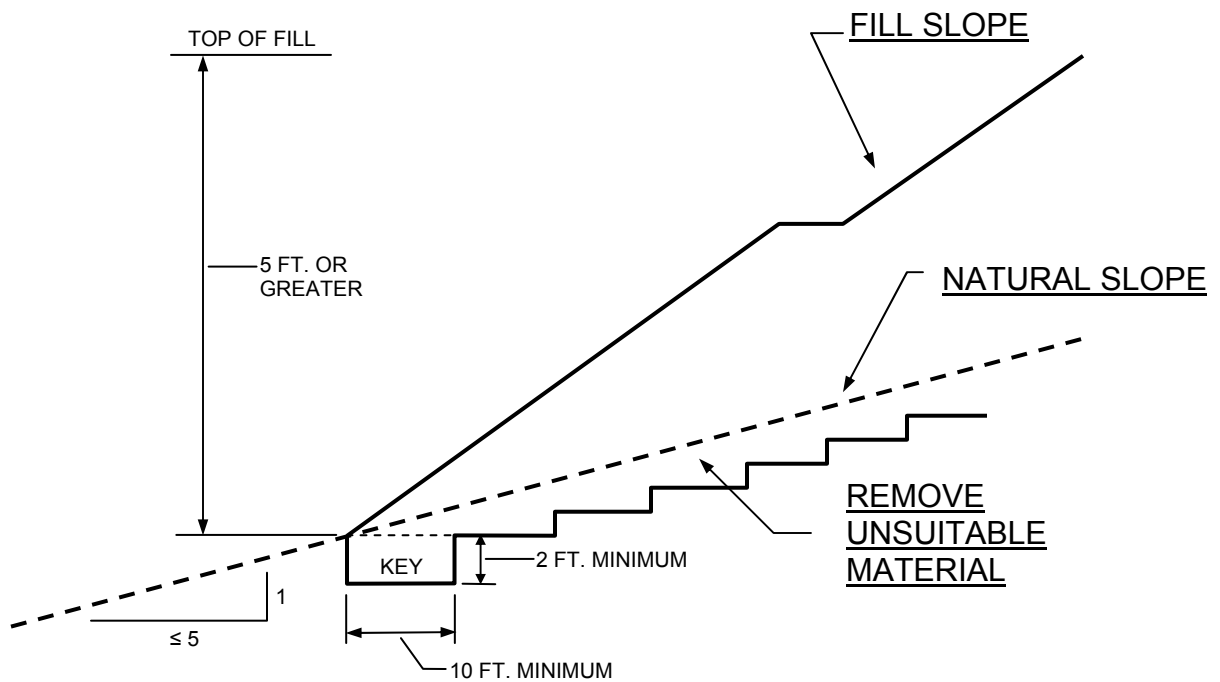 TOP OF FILL
FILL SLOPE
5 FT. OR
GREATER
NATURAL SLOPE
REMOVE
UNSUITABLE
MATERIAL
KEY
2 FT. MINIMUM
1
≤ 5
10 FT. MINIMUM